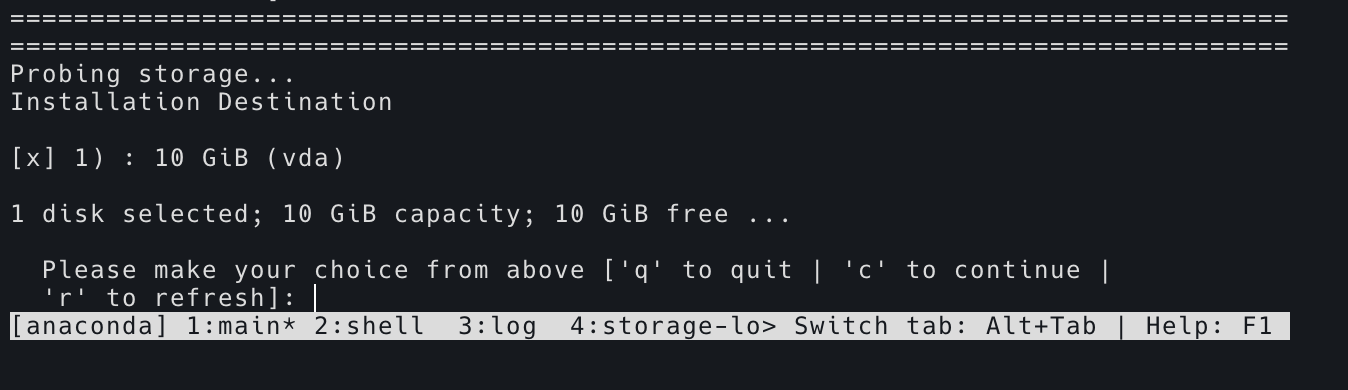 ================================================================================
================================================================================
Probing storage...
Installation Destination
[x] 1) : 10 GiB (vda)
1 disk selected; 10 GiB capacity; 10 GiB free ...
Please make your choice from above ['q' to quit | 'c' to continue |
'r' to refresh]:
[anaconda] 1:main* 2:shell  3:log  4:storage-lo> Switch tab: Alt+Tab | Help: F1